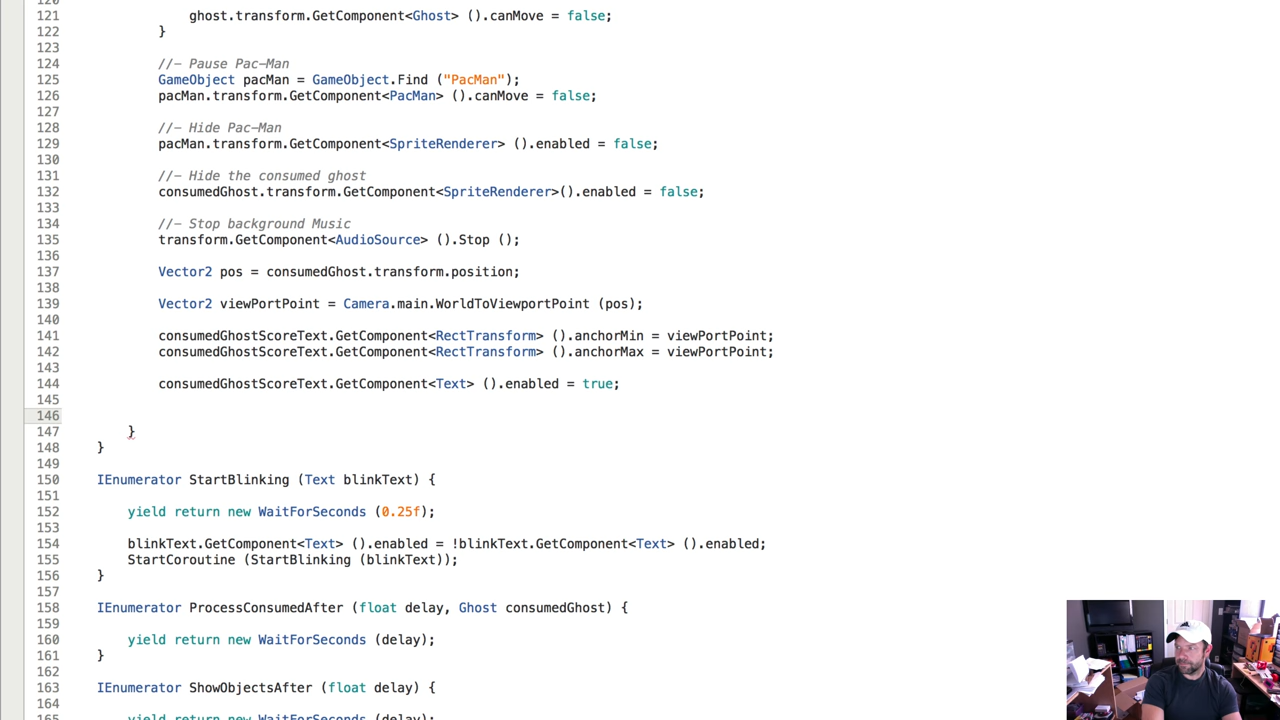 120
121 ghost.transform.GetComponent<Ghost> ().canMove = false;
122 }
123
124 //- Pause Pac-Man
125 GameObject pacMan = GameObject.Find ("PacMan");
126 pacMan.transform.GetComponent<PacMan> ().canMove = false;
127
128 //- Hide Pac-Man
129 pacMan.transform.GetComponent<SpriteRenderer> ().enabled = false;
130
131 //- Hide the consumed ghost
132 consumedGhost.transform.GetComponent<SpriteRenderer>().enabled = false;
133
134 //- Stop background Music
135 transform.GetComponent<AudioSource> ().Stop ();
136
137 Vector2 pos = consumedGhost.transform.position;
138
139 Vector2 viewPortPoint = Camera.main.WorldToViewportPoint (pos);
140
141 consumedGhostScoreText.GetComponent<RectTransform> ().anchorMin = viewPortPoint;
142 consumedGhostScoreText.GetComponent<RectTransform> ().anchorMax = viewPortPoint;
143
144 consumedGhostScoreText.GetComponent<Text> ().enabled = true;
145
146
147 }
148 }
149
150 IEnumerator StartBlinking (Text blinkText) {
151
152 yield return new WaitForSeconds (0.25f);
153
154 blinkText.GetComponent<Text> ().enabled = !blinkText.GetComponent<Text> ().enabled;
155 StartCoroutine (StartBlinking (blinkText));
156 }
157
158 IEnumerator ProcessConsumedAfter (float delay, Ghost consumedGhost) {
159
160 yield return new WaitForSeconds (delay);
161 }
162
163 IEnumerator ShowObjectsAfter (float delay) {
164
165 yield return new WaitForSeconds (delay);